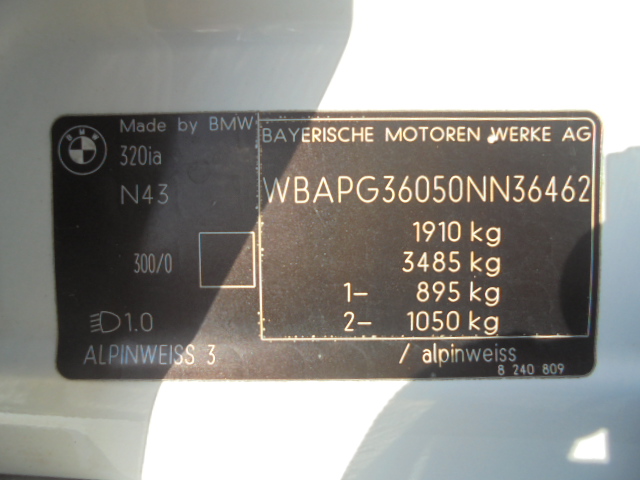 BMW
Made by BMW
320ia
N43
300/0
1.0
ALPINWEISS 3
BAYERISCHE MOTOREN WERKE AG
WBAPG36050NN36462
1910 kg
3485 kg
1- 895 kg
2- 1050 kg
/ alpinweiss
8 240 809